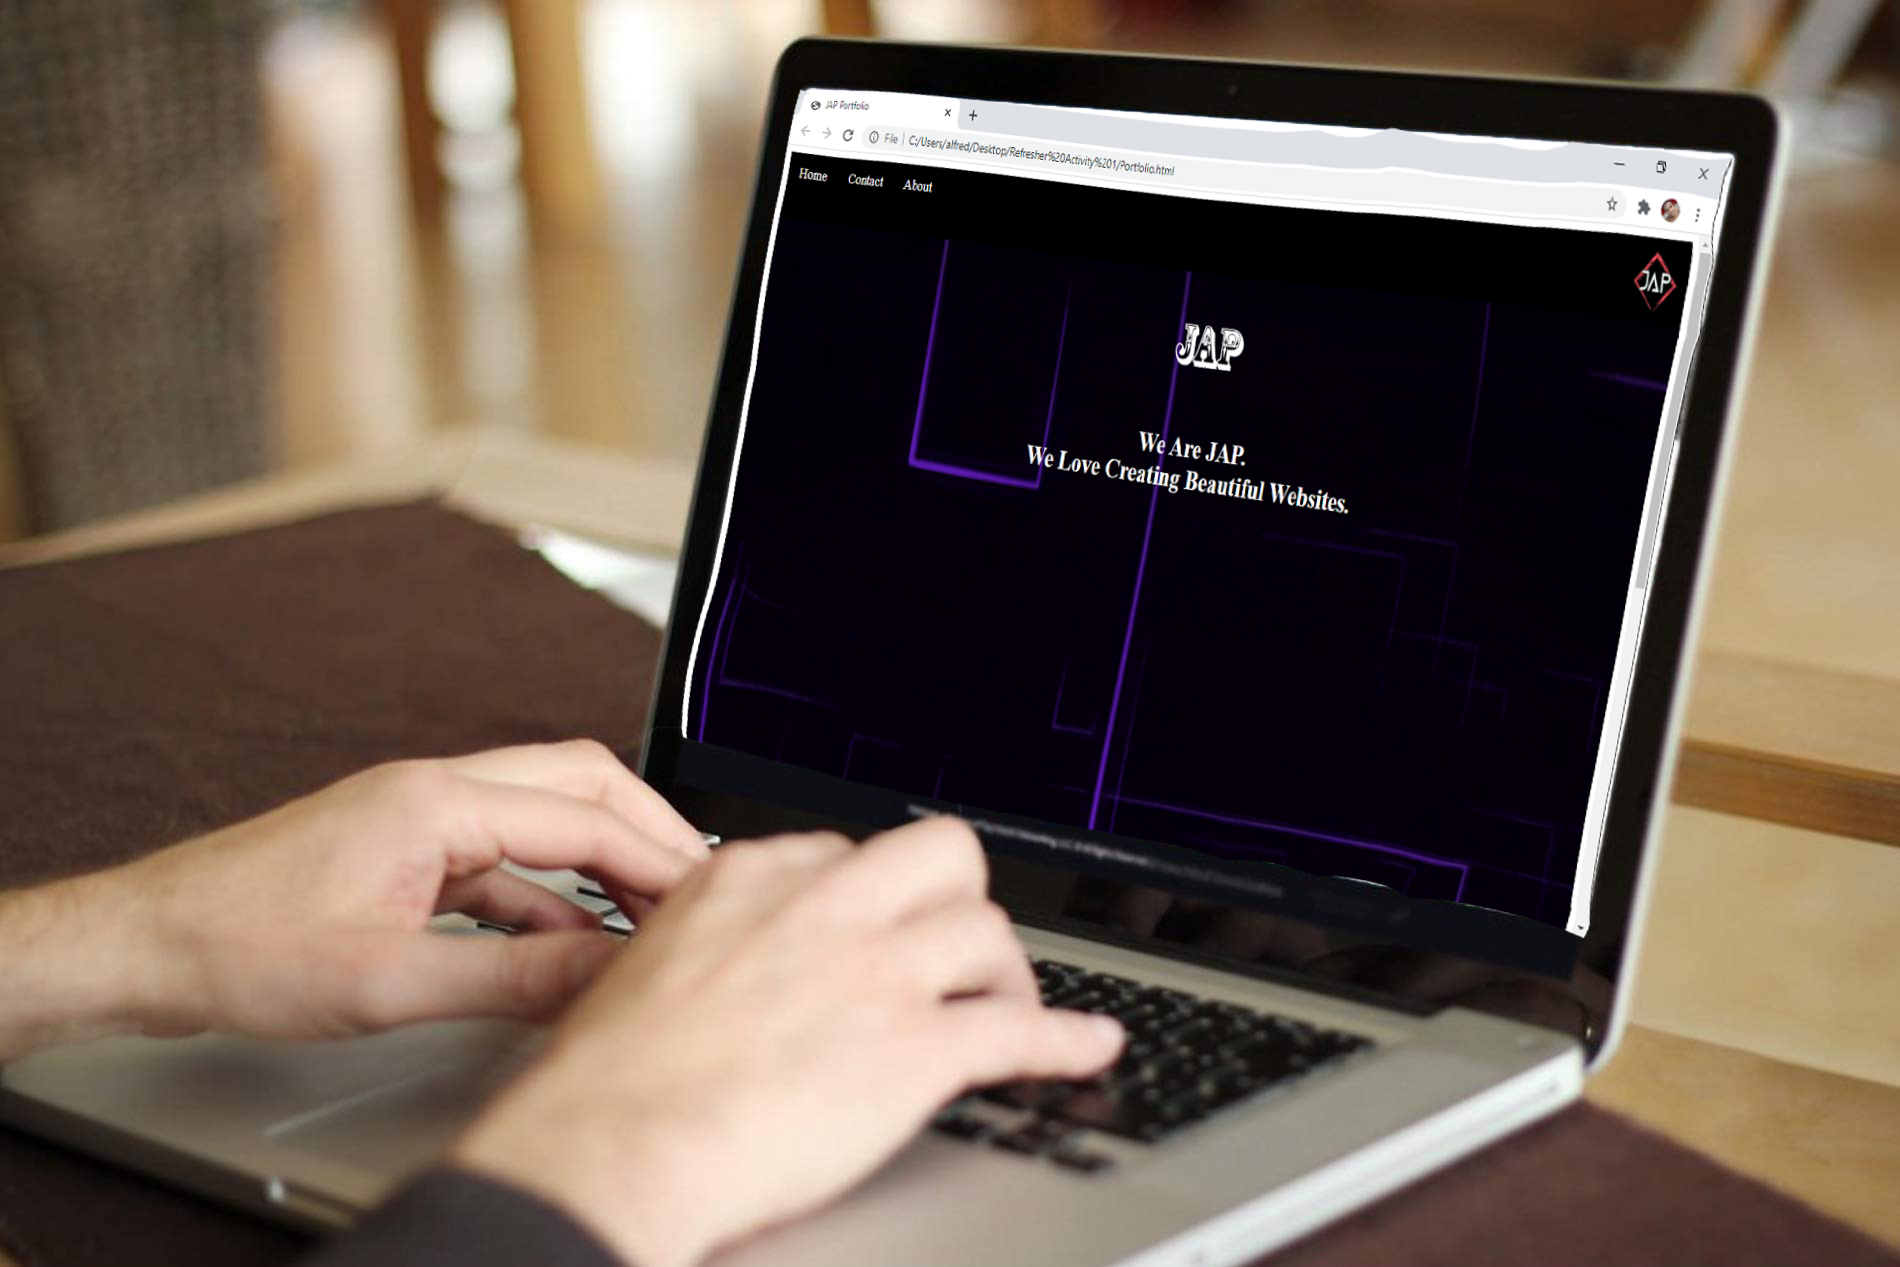 JAP Portfolio
File | C:/Users/alfred/Desktop/Refresher%20Activity%201/Portfolio.html
Home Contact About
JAP
JAP
We Are JAP.
We Love Creating Beautiful Websites.